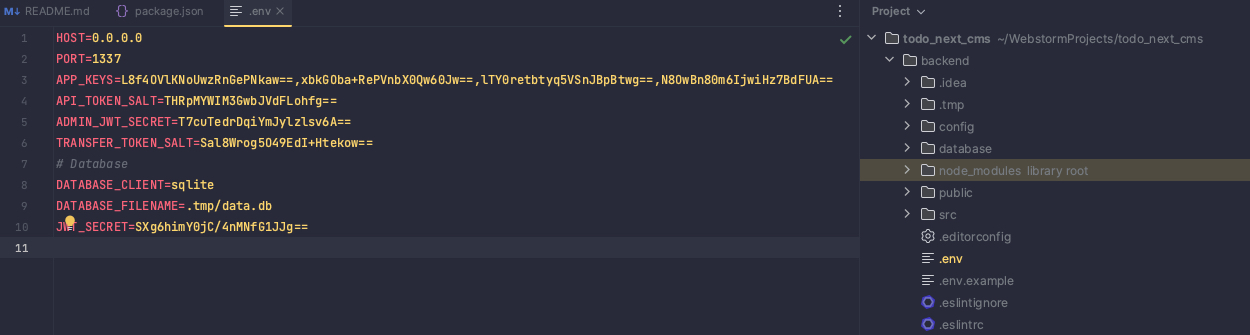 README.md
package.json
.env
1 HOST=0.0.0.0
2 PORT=1337
3 APP_KEYS=L8f4OVlKNoUwzRnGePNkaw==,xbkGOba+RePVnbX0Qw60Jw==,lTY0retbtyq5VSnJBpBtwg==,N8OwBn80m6IjwiHz7BdFUA==
4 API_TOKEN_SALT=THRpMYWIM3GwbJVdFLohfg==
5 ADMIN_JWT_SECRET=T7cuTedrDqiYmJylzlsv6A==
6 TRANSFER_TOKEN_SALT=Sal8Wrog5O49EdI+Htekow==
7 # Database
8 DATABASE_CLIENT=sqlite
9 DATABASE_FILENAME=.tmp/data.db
10 JWT_SECRET=SXg6himY0jC/4nMNfG1JJg==
11
Project
todo_next_cms ~/WebstormProjects/todo_next_cms
backend
.idea
.tmp
config
database
node_modules library root
public
src
.editorconfig
.env
.env.example
.eslintignore
.eslintrc